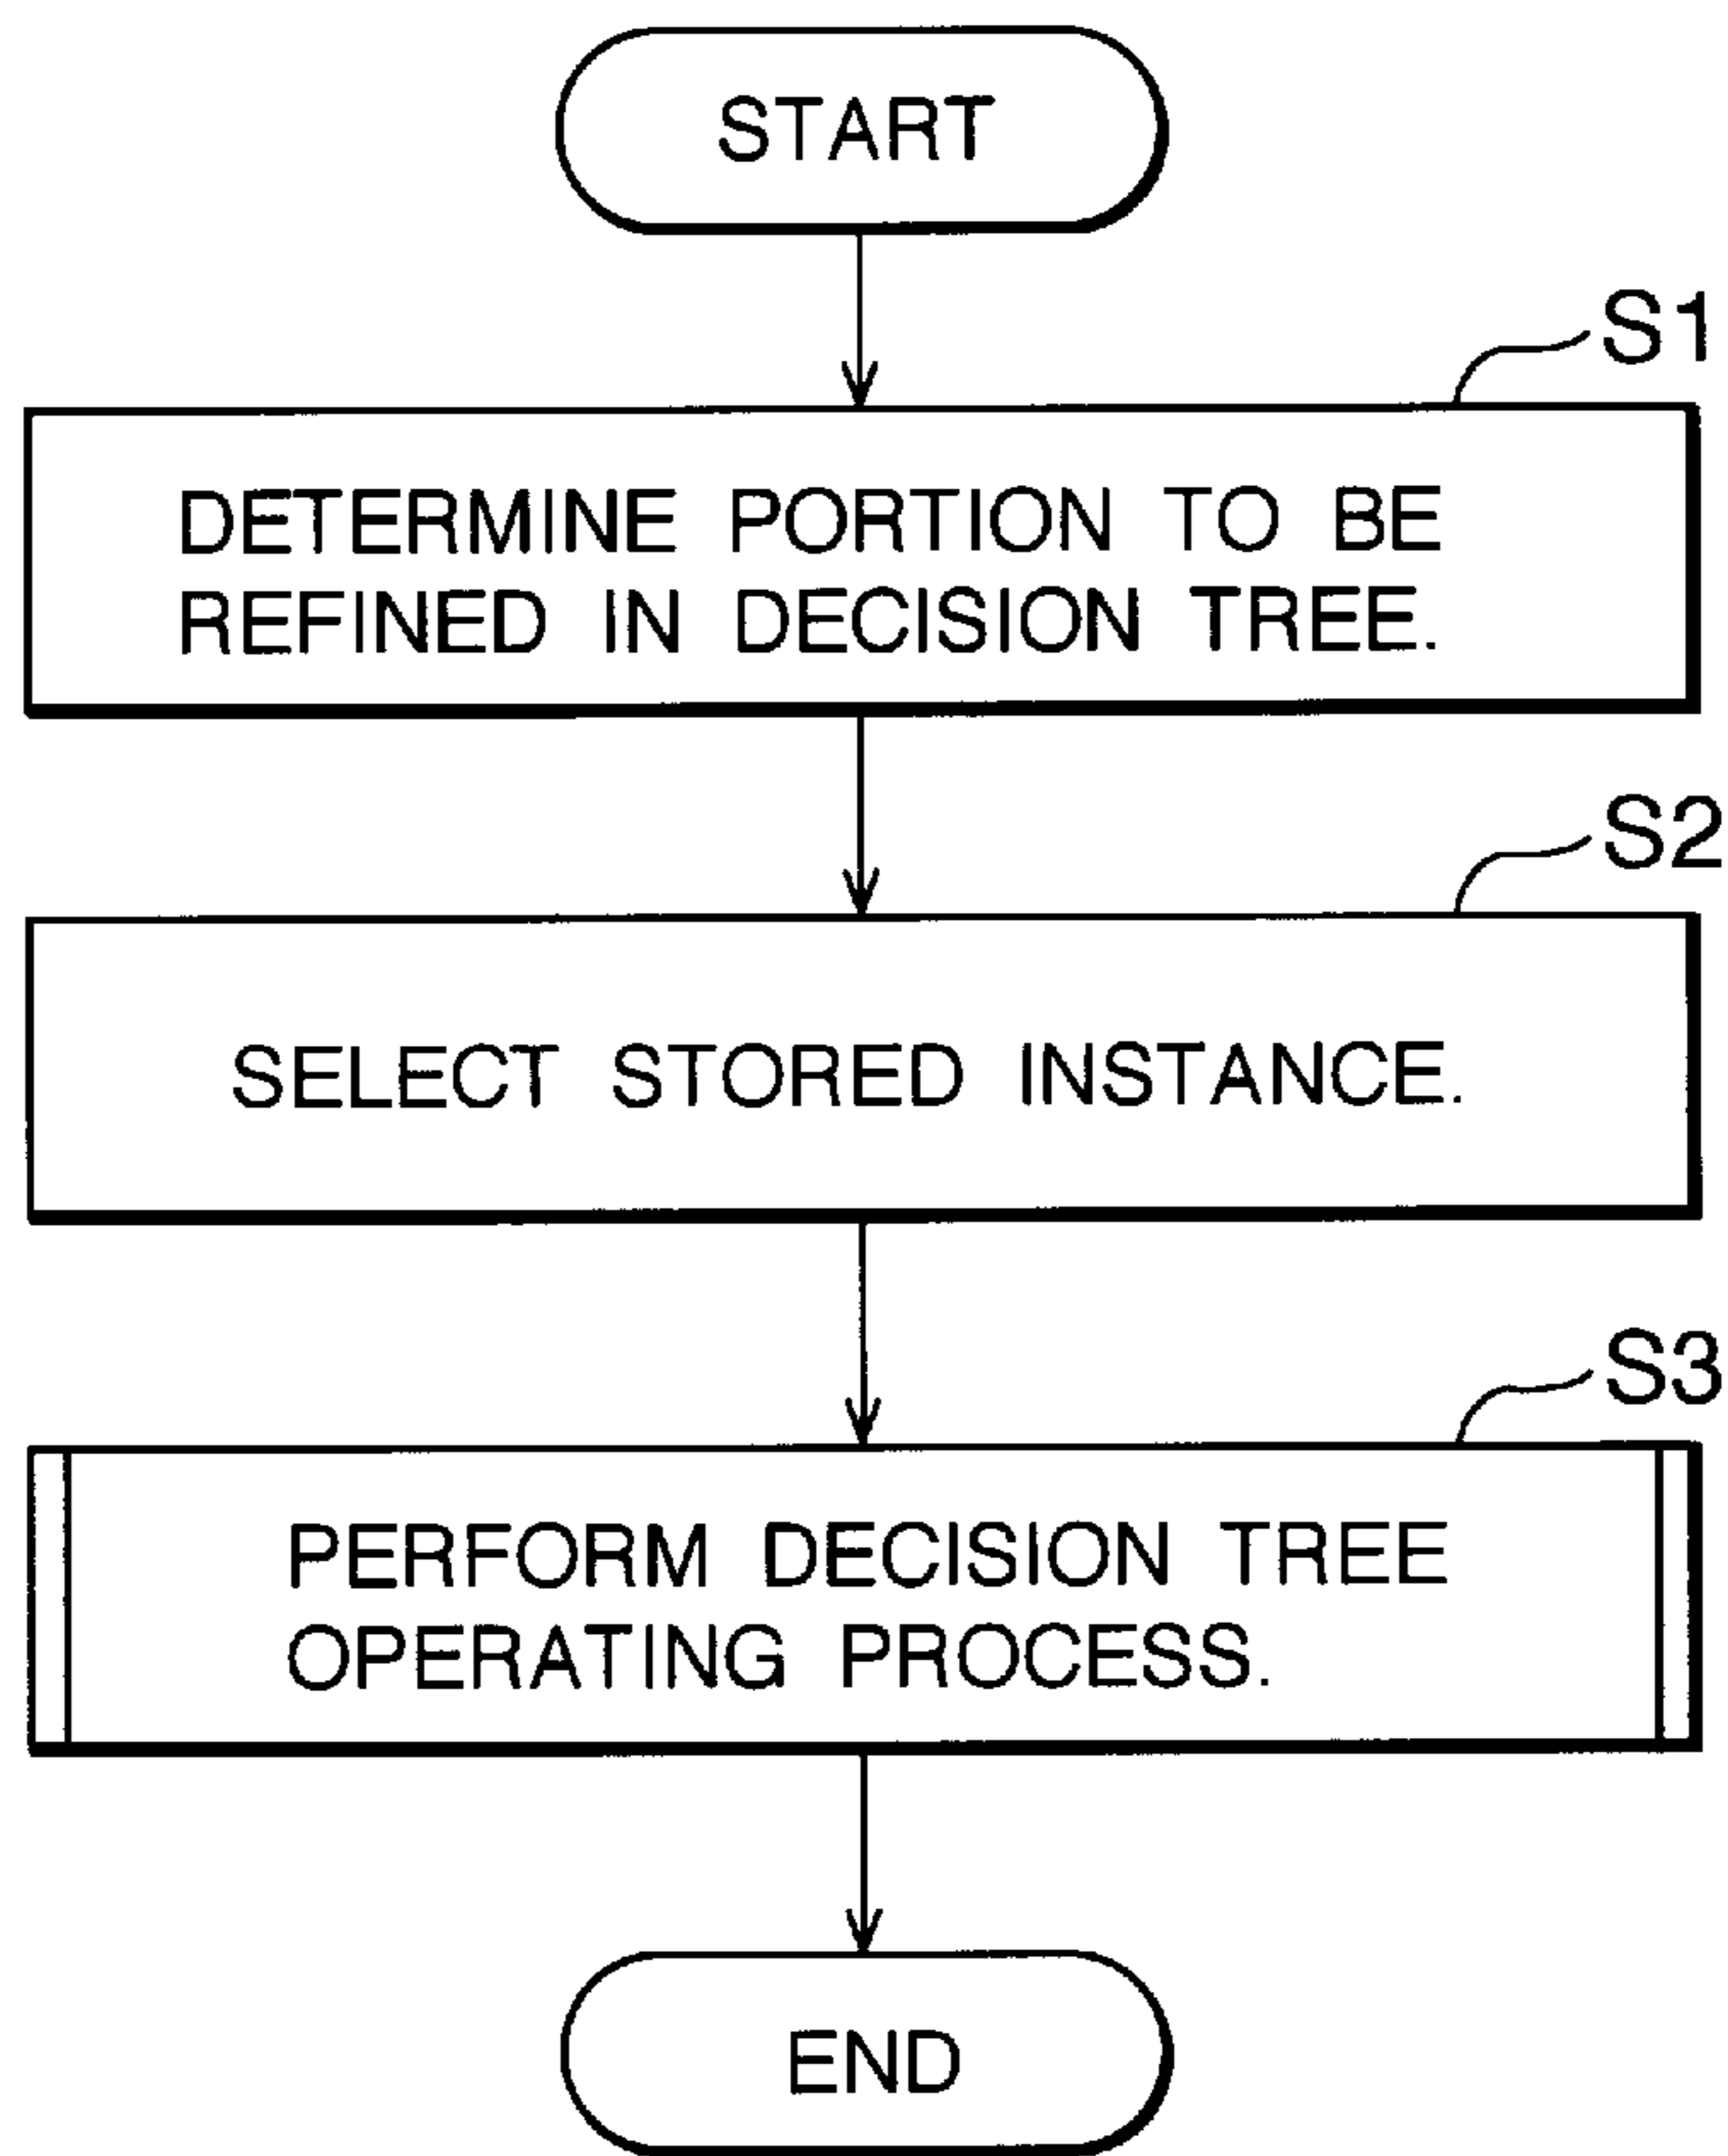 START
S1
DETERMINE PORTION TO BE
REFINED IN DECISION TREE.
S2
SELECT STORED INSTANCE.
S3
PERFORM DECISION TREE
OPERATING PROCESS.
END